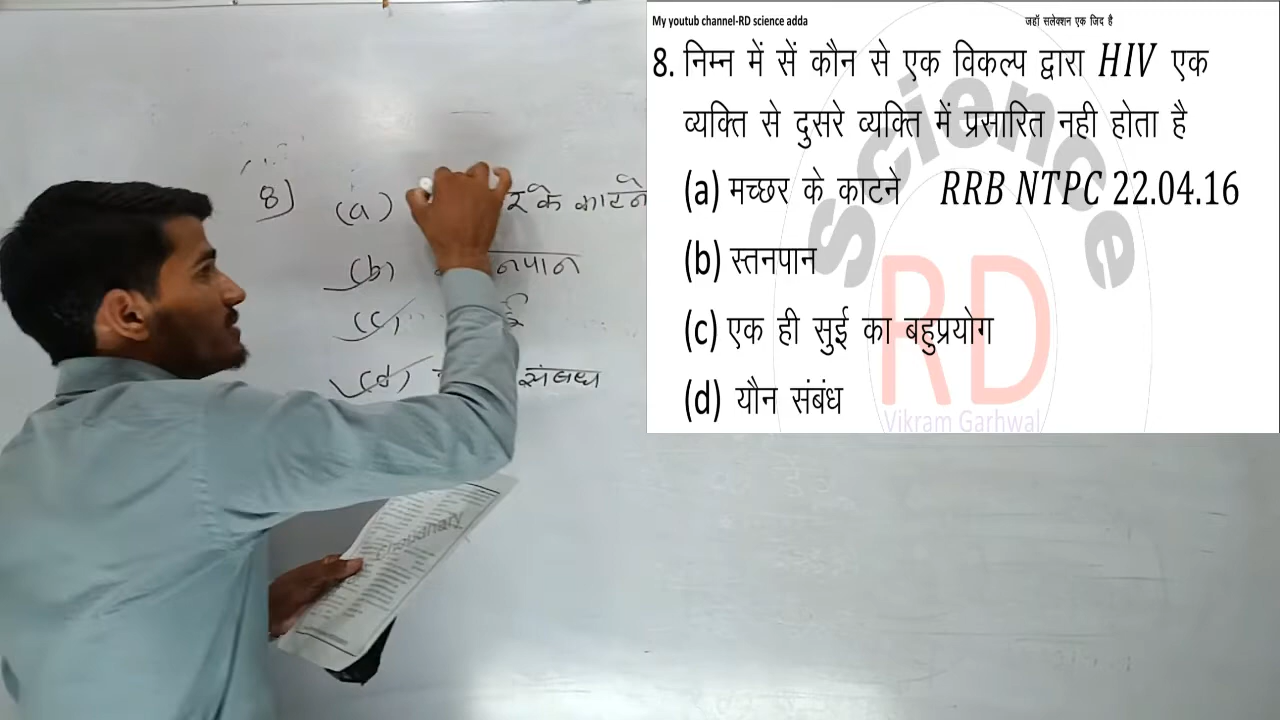 My youtub channel-RD science adda
जहाँ सलेक्शन एक जिद है
8. निम्न में सें कौन से एक विकल्प द्वारा HIV एक
व्यक्ति से दुसरे व्यक्ति में प्रसारित नही होता है
(a) मच्छर के काटने RRB NTPC 22.04.16
(b) स्तनपान
(c) एक ही सुई का बहुप्रयोग
(d) यौन संबंध
Science
RD
Vikram Garhwal
8)
(a) र के काटने
(b) नपान
(c) ई
(d) संबध